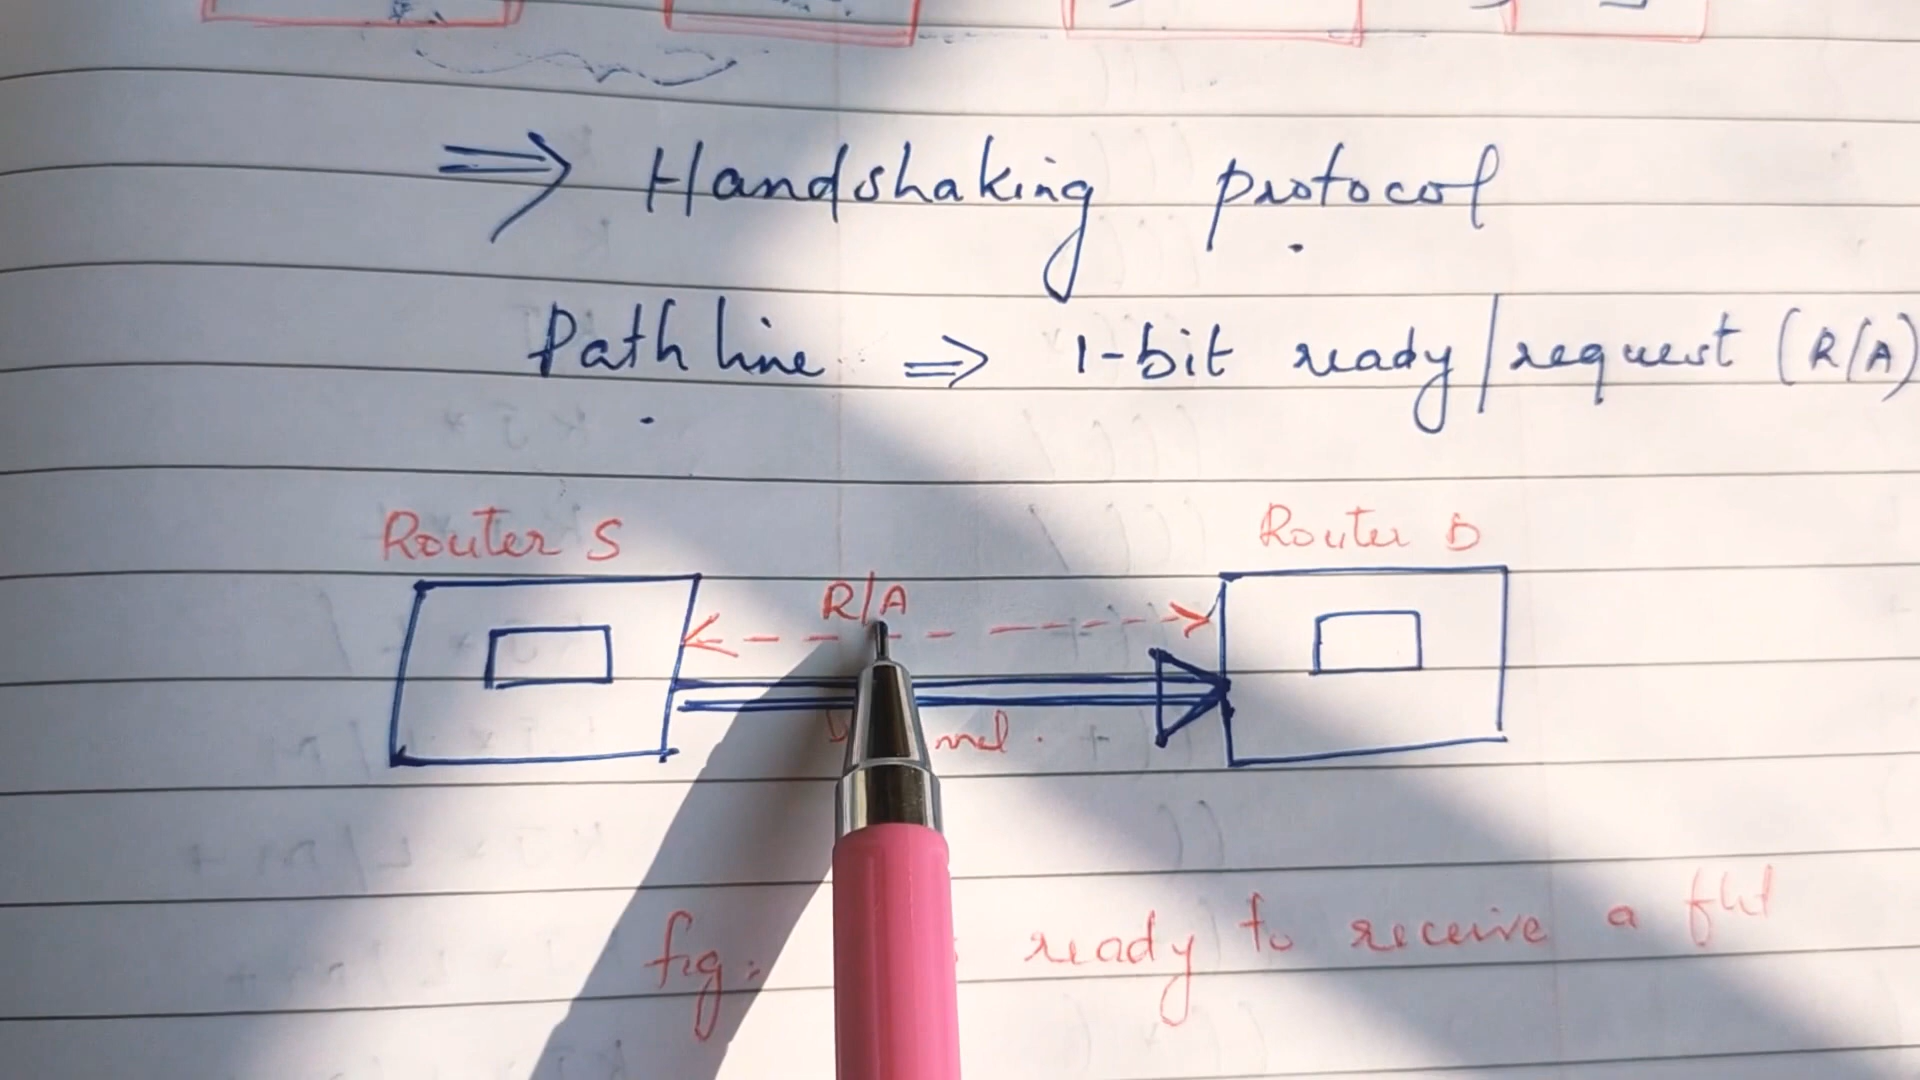 ⇒ Handshaking protocol
Path line ⇒ 1-bit ready/request (R/A)
Router S Router D
R/A
fig: ready to receive a flit